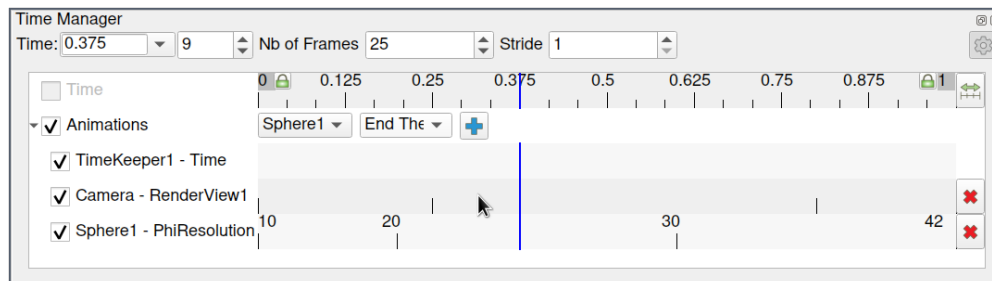 Time Manager
Time: 0.375 9 Nb of Frames 25 Stride 1
Time 0 0.125 0.25 0.375 0.5 0.625 0.75 0.875 1
Animations Sphere1 End The
TimeKeeper1 - Time
Camera - RenderView1
Sphere1 - PhiResolution 10 20 30 42